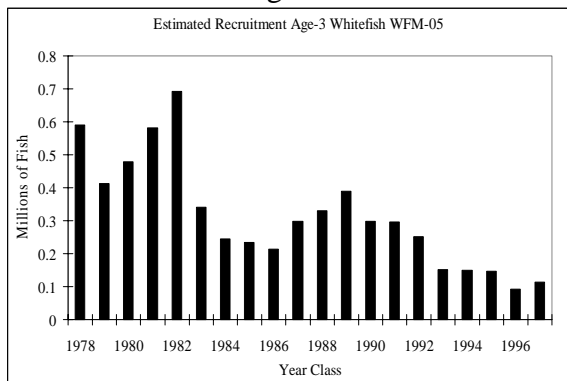 Estimated Recruitment Age-3 Whitefish WFM-05
0.8
0.7
0.6
0.5
0.4
0.3
0.2
0.1
0
Millions of Fish
1978 1980 1982 1984 1986 1988 1990 1992 1994 1996
Year Class